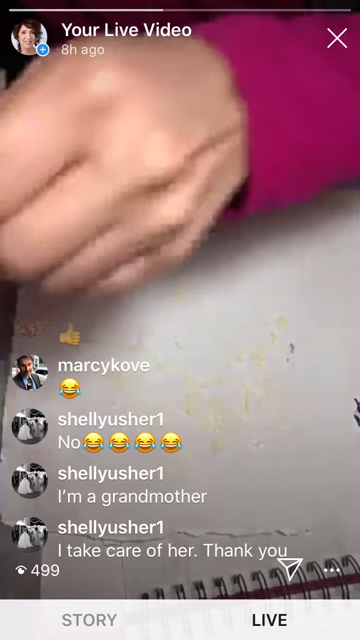 Your Live Video
8h ago
👍
marcykove
😂
shellyusher1
No😂😂😂😂
shellyusher1
I'm a grandmother
shellyusher1
I take care of her. Thank you
499
STORY
LIVE